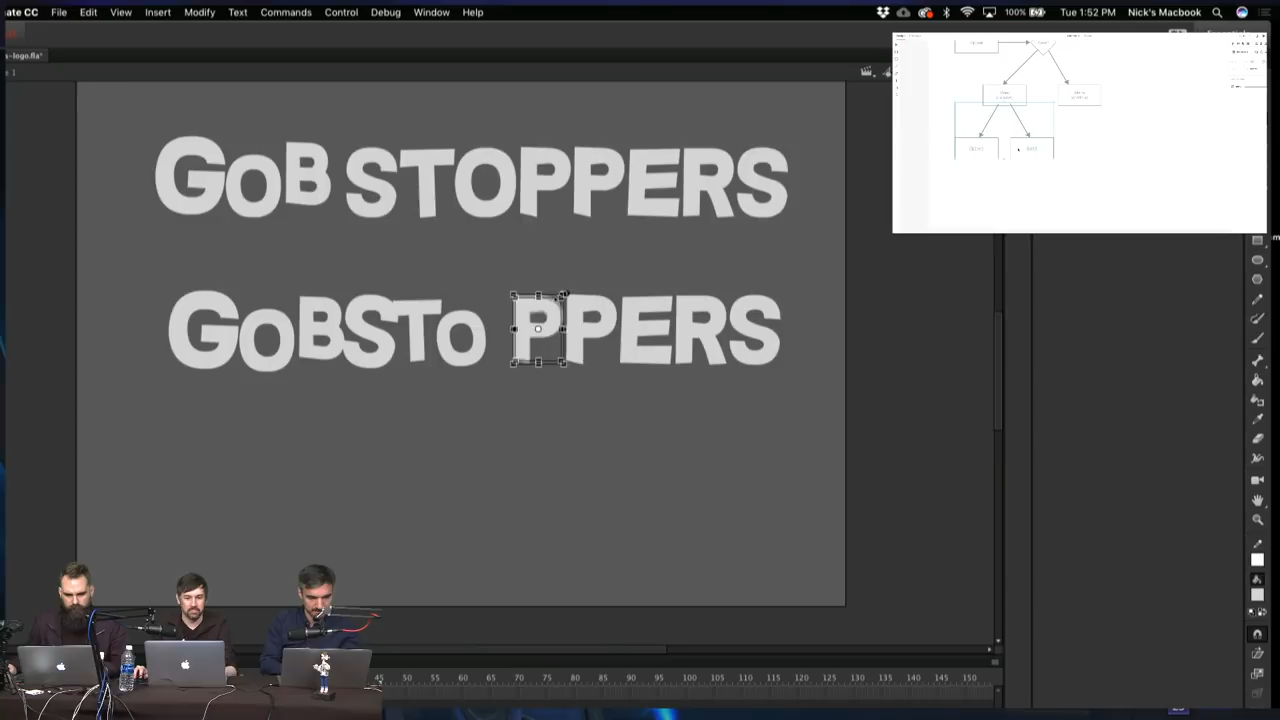 ate CC File Edit View Insert Modify Text Commands Control Debug Window Help 100% Tue 1:52 PM Nick's Macbook
s-logo.fla*
e 1
GoB STOPPERS
GoBSTo PPERS
45 50 55 60 65 70 75 80 85 90 95 100 105 110 115 120 125 130 135 140 145 150